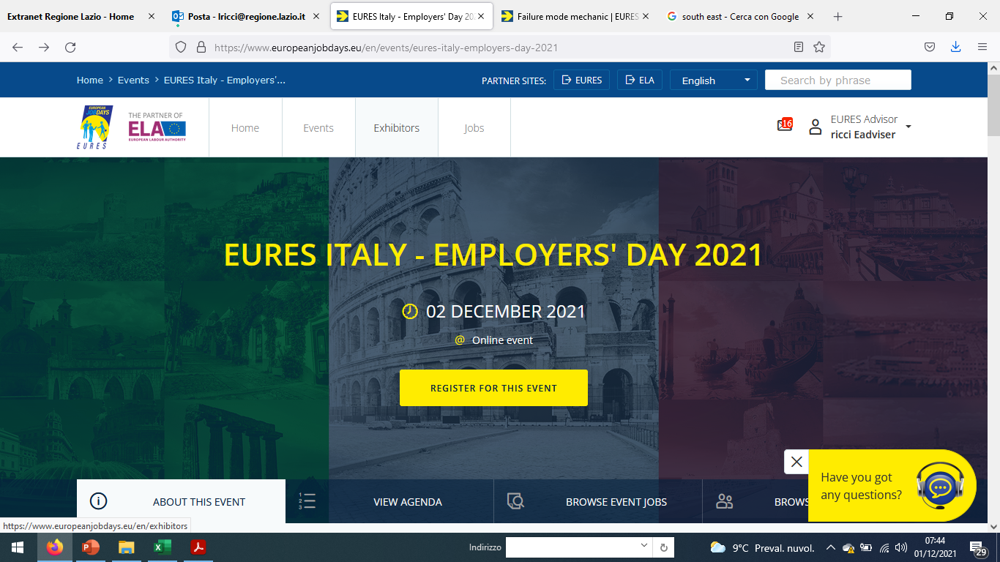 Extranet Regione Lazio - Home
Posta - lricci@regione.lazio.it
EURES Italy - Employers' Day 20
Failure mode mechanic | EURES
south east - Cerca con Google
https://www.europeanjobdays.eu/en/events/eures-italy-employers-day-2021
Home > Events > EURES Italy - Employers'...
PARTNER SITES: EURES ELA English Search by phrase
EUROPEAN
JOBDAYS
EURES
THE PARTNER OF
ELA
EUROPEAN LABOUR AUTHORITY
Home Events Exhibitors Jobs
16
EURES Advisor
ricci Eadviser
EURES ITALY - EMPLOYERS' DAY 2021
02 DECEMBER 2021
@ Online event
REGISTER FOR THIS EVENT
Have you got
any questions?
ABOUT THIS EVENT
1
2
3
VIEW AGENDA
BROWSE EVENT JOBS
BROWS
https://www.europeanjobdays.eu/en/exhibitors
Indirizzo
9°C Preval. nuvol.
07:44
01/12/2021
29